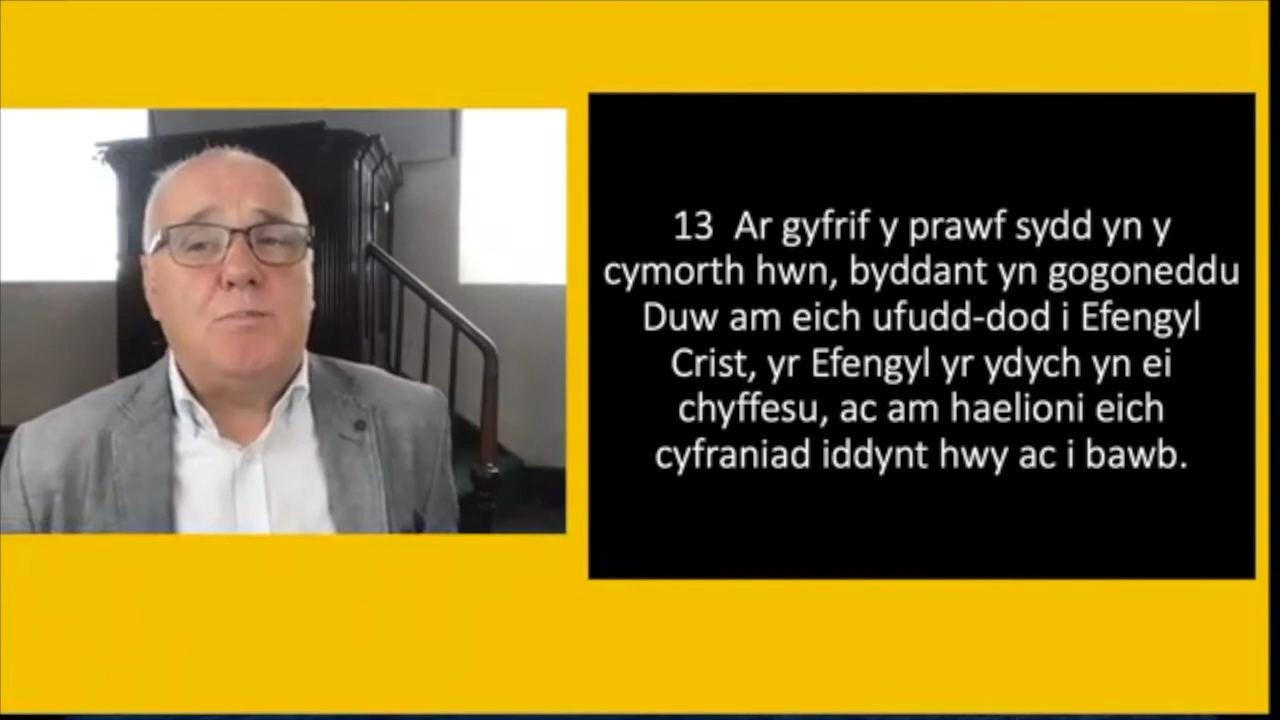 13 Ar gyfrif y prawf sydd yn y
cymorth hwn, byddant yn gogoneddu
Duw am eich ufudd-dod i Efengyl
Crist, yr Efengyl yr ydych yn ei
chyffesu, ac am haelioni eich
cyfraniad iddynt hwy ac i bawb.